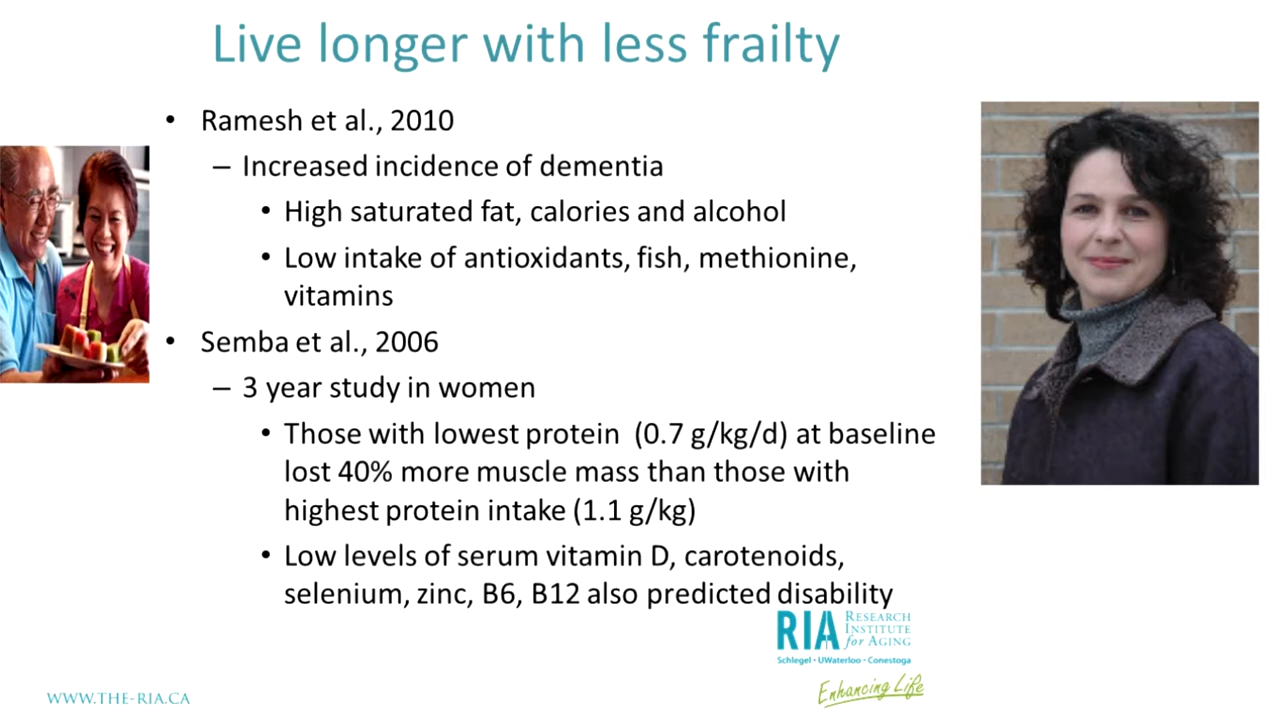 Live longer with less frailty
• Ramesh et al., 2010
– Increased incidence of dementia
• High saturated fat, calories and alcohol
• Low intake of antioxidants, fish, methionine,
vitamins
• Semba et al., 2006
– 3 year study in women
• Those with lowest protein (0.7 g/kg/d) at baseline
lost 40% more muscle mass than those with
highest protein intake (1.1 g/kg)
• Low levels of serum vitamin D, carotenoids,
selenium, zinc, B6, B12 also predicted disability
RIA RESEARCH
INSTITUTE
for AGING
Schlegel • UWaterloo • Conestoga
Enhancing Life
WWW.THE-RIA.CA